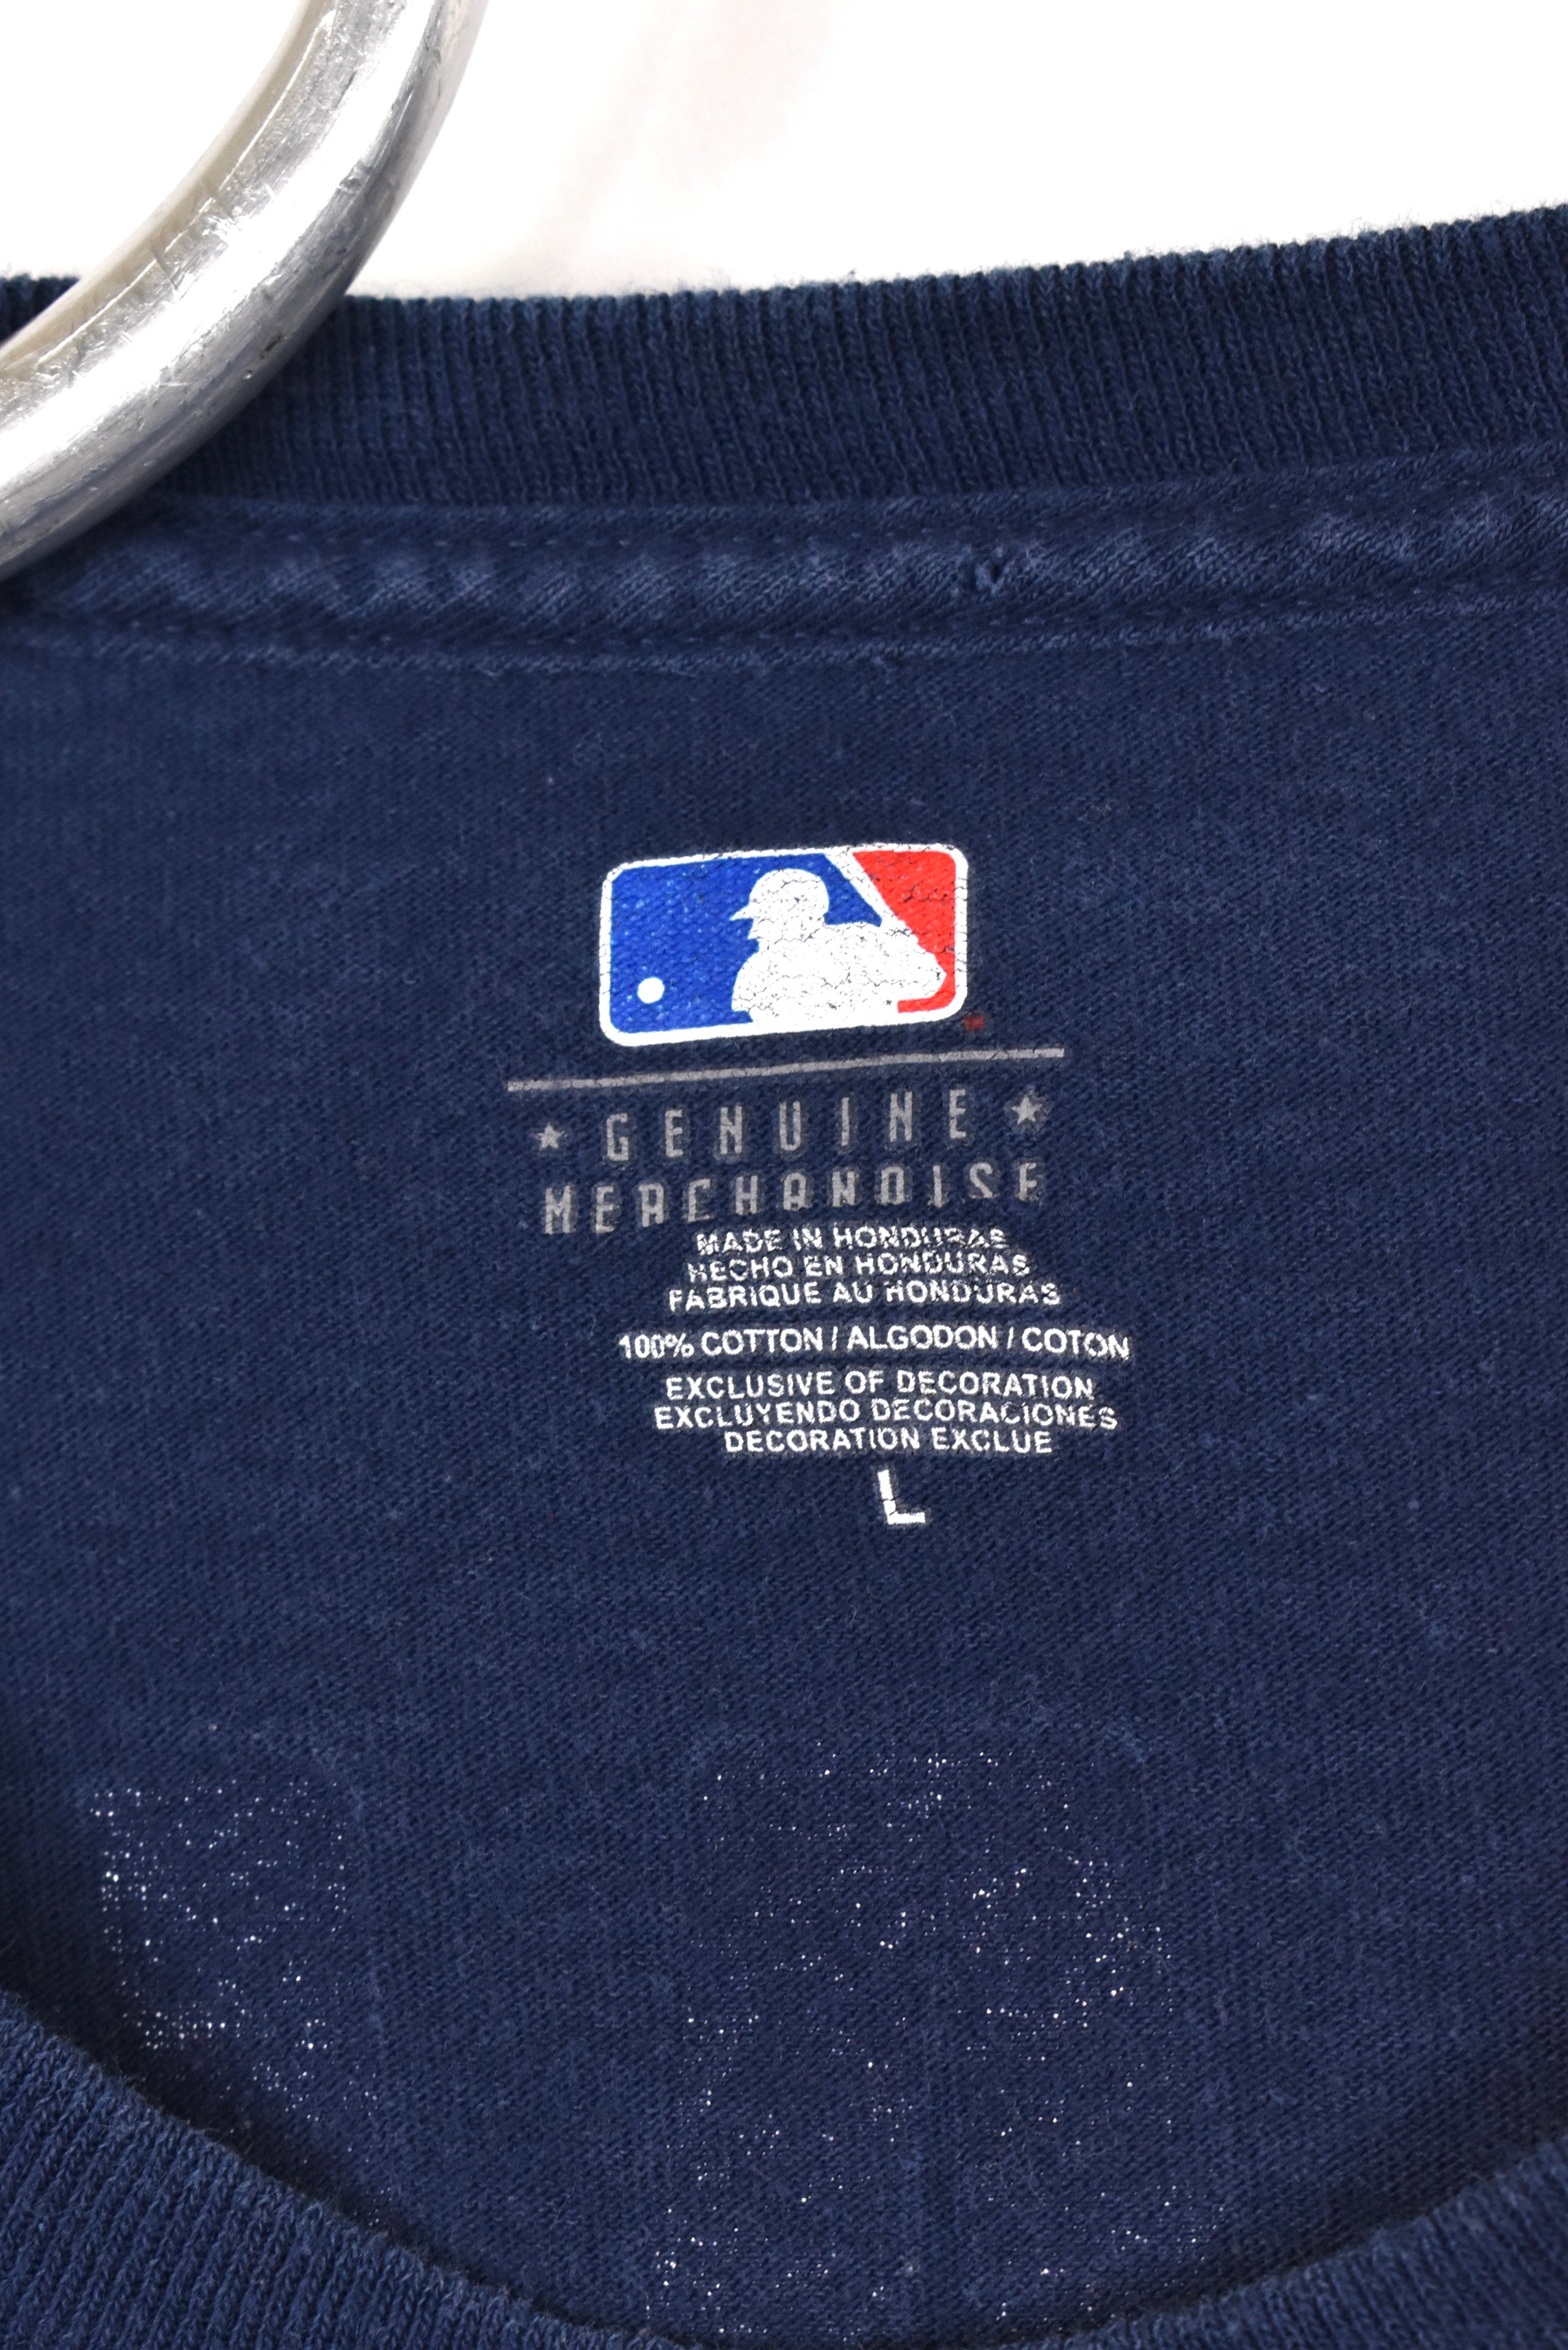 ★ GENUINE ★
MERCHANDISE
MADE IN HONDURAS
HECHO EN HONDURAS
FABRIQUE AU HONDURAS
100% COTTON / ALGODON / COTON
EXCLUSIVE OF DECORATION
EXCLUYENDO DECORACIONES
DECORATION EXCLUE
L